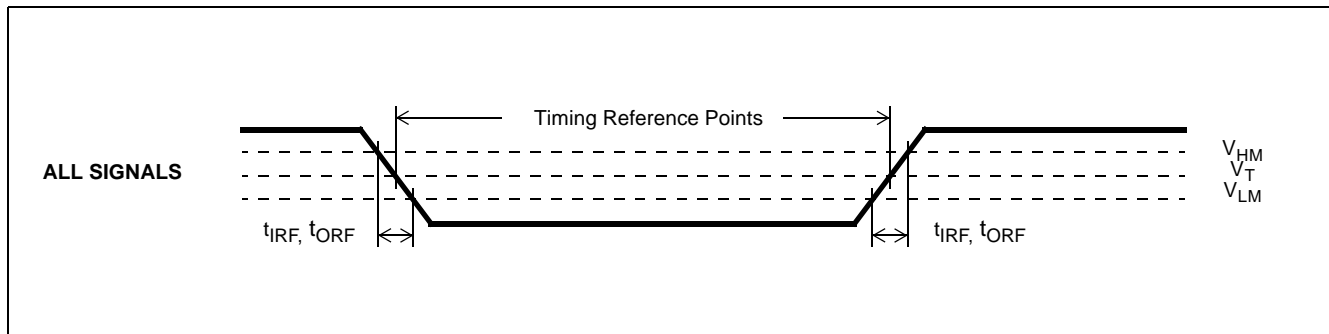 Timing Reference Points
V_HM
ALL SIGNALS
V_T
V_LM
t_IRF, t_ORF
t_IRF, t_ORF